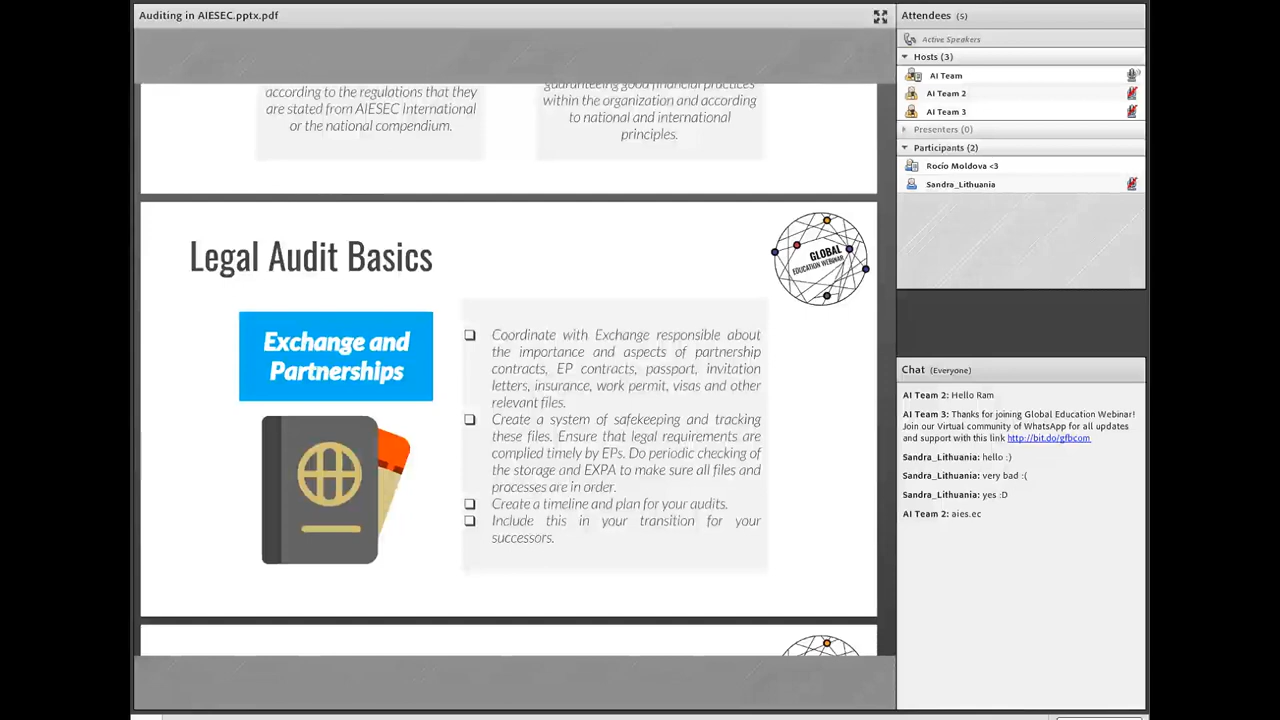 Auditing in AIESEC.pptx.pdf
according to the regulations that they
are stated from AIESEC International
or the national compendium.
guaranteeing good financial practices
within the organization and according
to national and international
principles.
Legal Audit Basics
GLOBAL
EDUCATION WEBINAR
Exchange and
Partnerships
Coordinate with Exchange responsible about
the importance and aspects of partnership
contracts, EP contracts, passport, invitation
letters, insurance, work permit, visas and other
relevant files.
Create a system of safekeeping and tracking
these files. Ensure that legal requirements are
complied timely by EPs. Do periodic checking of
the storage and EXPA to make sure all files and
processes are in order.
Create a timeline and plan for your audits.
Include this in your transition for your
successors.
Attendees (5)
Active Speakers
Hosts (3)
AI Team
AI Team 2
AI Team 3
Presenters (0)
Participants (2)
Rocío Moldova <3
Sandra_Lithuania
Chat (Everyone)
AI Team 2: Hello Ram
AI Team 3: Thanks for joining Global Education Webinar!
Join our Virtual community of WhatsApp for all updates
and support with this link http://bit.do/gfbcom
Sandra_Lithuania: hello :)
Sandra_Lithuania: very bad :(
Sandra_Lithuania: yes :D
AI Team 2: aies.ec